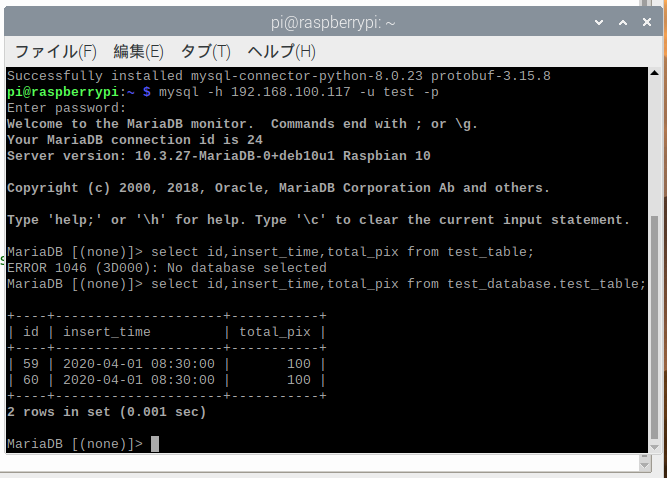 pi@raspberrypi: ~
ファイル(F) 編集(E) タブ(T) ヘルプ(H)
Successfully installed mysql-connector-python-8.0.23 protobuf-3.15.8
pi@raspberrypi:~ $ mysql -h 192.168.100.117 -u test -p
Enter password:
Welcome to the MariaDB monitor.  Commands end with ; or \g.
Your MariaDB connection id is 24
Server version: 10.3.27-MariaDB-0+deb10u1 Raspbian 10
Copyright (c) 2000, 2018, Oracle, MariaDB Corporation Ab and others.
Type 'help;' or '\h' for help. Type '\c' to clear the current input statement.
MariaDB [(none)]> select id,insert_time,total_pix from test_table;
ERROR 1046 (3D000): No database selected
MariaDB [(none)]> select id,insert_time,total_pix from test_database.test_table;
+----+---------------------+-----------+
| id | insert_time         | total_pix |
+----+---------------------+-----------+
| 59 | 2020-04-01 08:30:00 |       100 |
| 60 | 2020-04-01 08:30:00 |       100 |
+----+---------------------+-----------+
2 rows in set (0.001 sec)
MariaDB [(none)]>